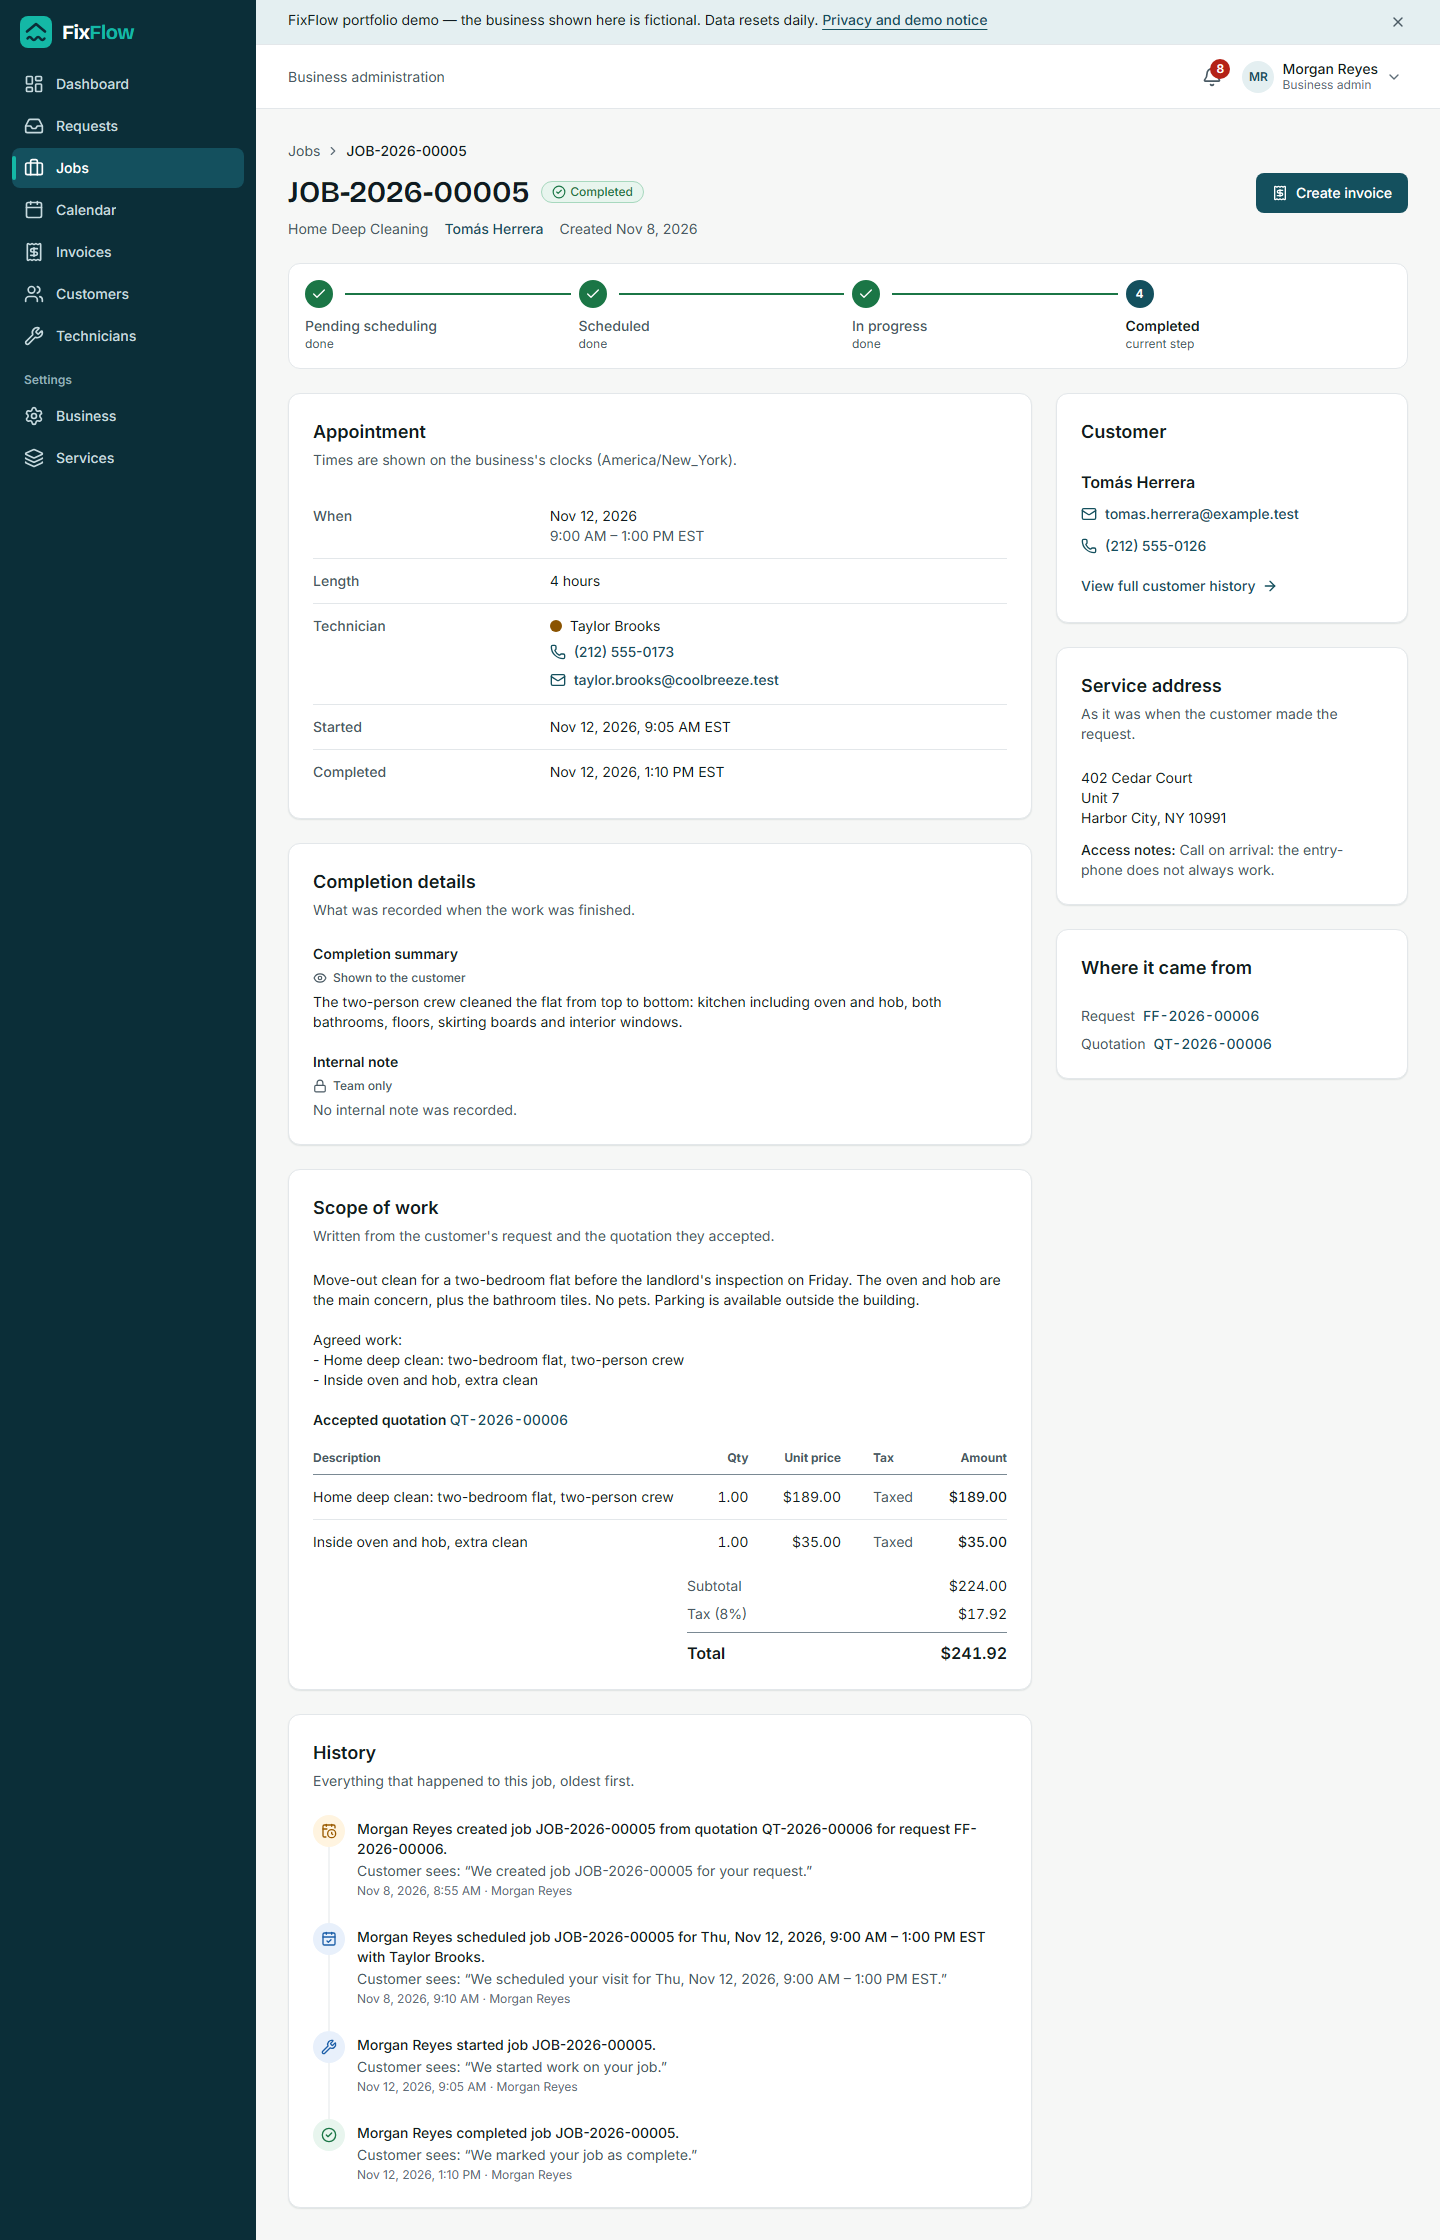 FixFlow
Dashboard
Requests
Jobs
Calendar
Invoices
Customers
Technicians
Settings
Business
Services
FixFlow portfolio demo — the business shown here is fictional. Data resets daily. Privacy and demo notice
Business administration
8
MR
Morgan Reyes
Business admin
Jobs > JOB-2026-00005
JOB-2026-00005 Completed
Create invoice
Home Deep Cleaning Tomás Herrera Created Nov 8, 2026
Pending scheduling
done
Scheduled
done
In progress
done
4
Completed
current step
Appointment
Times are shown on the business's clocks (America/New_York).
When
Nov 12, 2026
9:00 AM – 1:00 PM EST
Length 4 hours
Technician Taylor Brooks
(212) 555-0173
taylor.brooks@coolbreeze.test
Started Nov 12, 2026, 9:05 AM EST
Completed Nov 12, 2026, 1:10 PM EST
Completion details
What was recorded when the work was finished.
Completion summary
Shown to the customer
The two-person crew cleaned the flat from top to bottom: kitchen including oven and hob, both
bathrooms, floors, skirting boards and interior windows.
Internal note
Team only
No internal note was recorded.
Scope of work
Written from the customer's request and the quotation they accepted.
Move-out clean for a two-bedroom flat before the landlord's inspection on Friday. The oven and hob are
the main concern, plus the bathroom tiles. No pets. Parking is available outside the building.
Agreed work:
- Home deep clean: two-bedroom flat, two-person crew
- Inside oven and hob, extra clean
Accepted quotation QT-2026-00006
Description Qty Unit price Tax Amount
Home deep clean: two-bedroom flat, two-person crew 1.00 $189.00 Taxed $189.00
Inside oven and hob, extra clean 1.00 $35.00 Taxed $35.00
Subtotal $224.00
Tax (8%) $17.92
Total $241.92
History
Everything that happened to this job, oldest first.
Morgan Reyes created job JOB-2026-00005 from quotation QT-2026-00006 for request FF-
2026-00006.
Customer sees: “We created job JOB-2026-00005 for your request.”
Nov 8, 2026, 8:55 AM · Morgan Reyes
Morgan Reyes scheduled job JOB-2026-00005 for Thu, Nov 12, 2026, 9:00 AM – 1:00 PM EST
with Taylor Brooks.
Customer sees: “We scheduled your visit for Thu, Nov 12, 2026, 9:00 AM – 1:00 PM EST.”
Nov 8, 2026, 9:10 AM · Morgan Reyes
Morgan Reyes started job JOB-2026-00005.
Customer sees: “We started work on your job.”
Nov 12, 2026, 9:05 AM · Morgan Reyes
Morgan Reyes completed job JOB-2026-00005.
Customer sees: “We marked your job as complete.”
Nov 12, 2026, 1:10 PM · Morgan Reyes
Customer
Tomás Herrera
tomas.herrera@example.test
(212) 555-0126
View full customer history →
Service address
As it was when the customer made the
request.
402 Cedar Court
Unit 7
Harbor City, NY 10991
Access notes: Call on arrival: the entry-
phone does not always work.
Where it came from
Request FF-2026-00006
Quotation QT-2026-00006